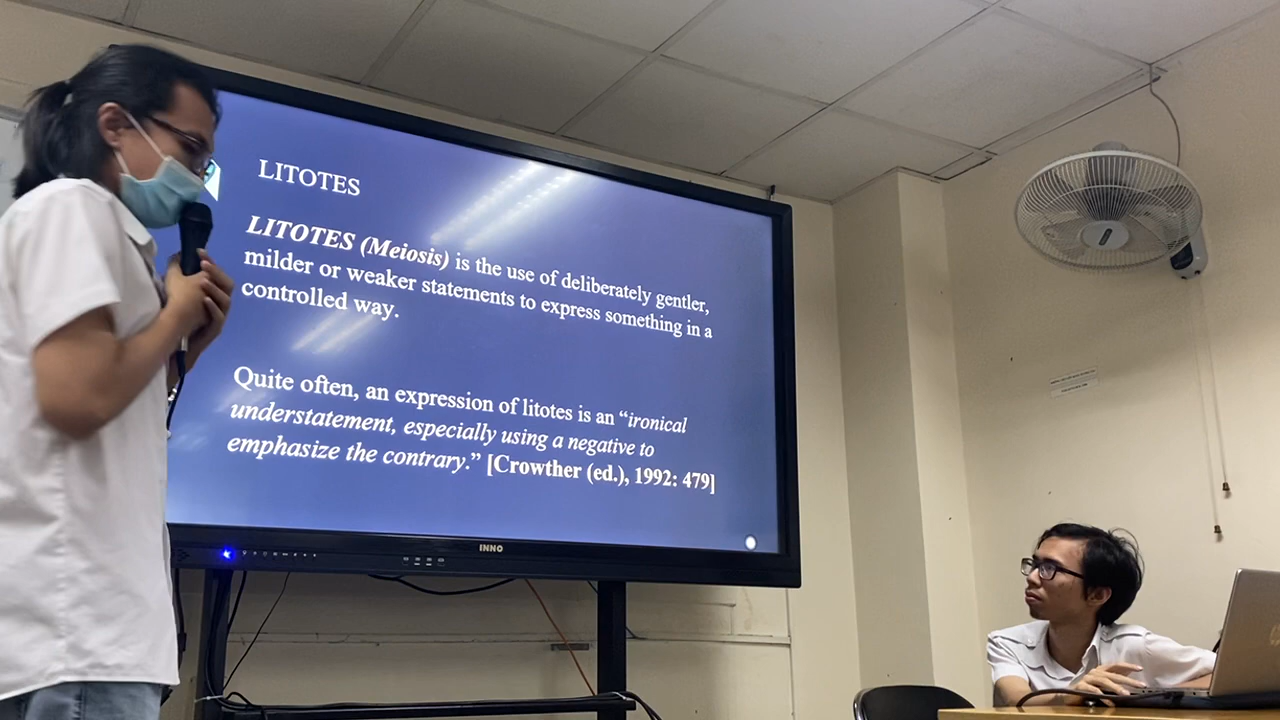 LITOTES
LITOTES (Meiosis) is the use of deliberately gentler,
milder or weaker statements to express something in a
controlled way.
Quite often, an expression of litotes is an “ironical
understatement, especially using a negative to
emphasize the contrary.” [Crowther (ed.), 1992: 479]
INNO